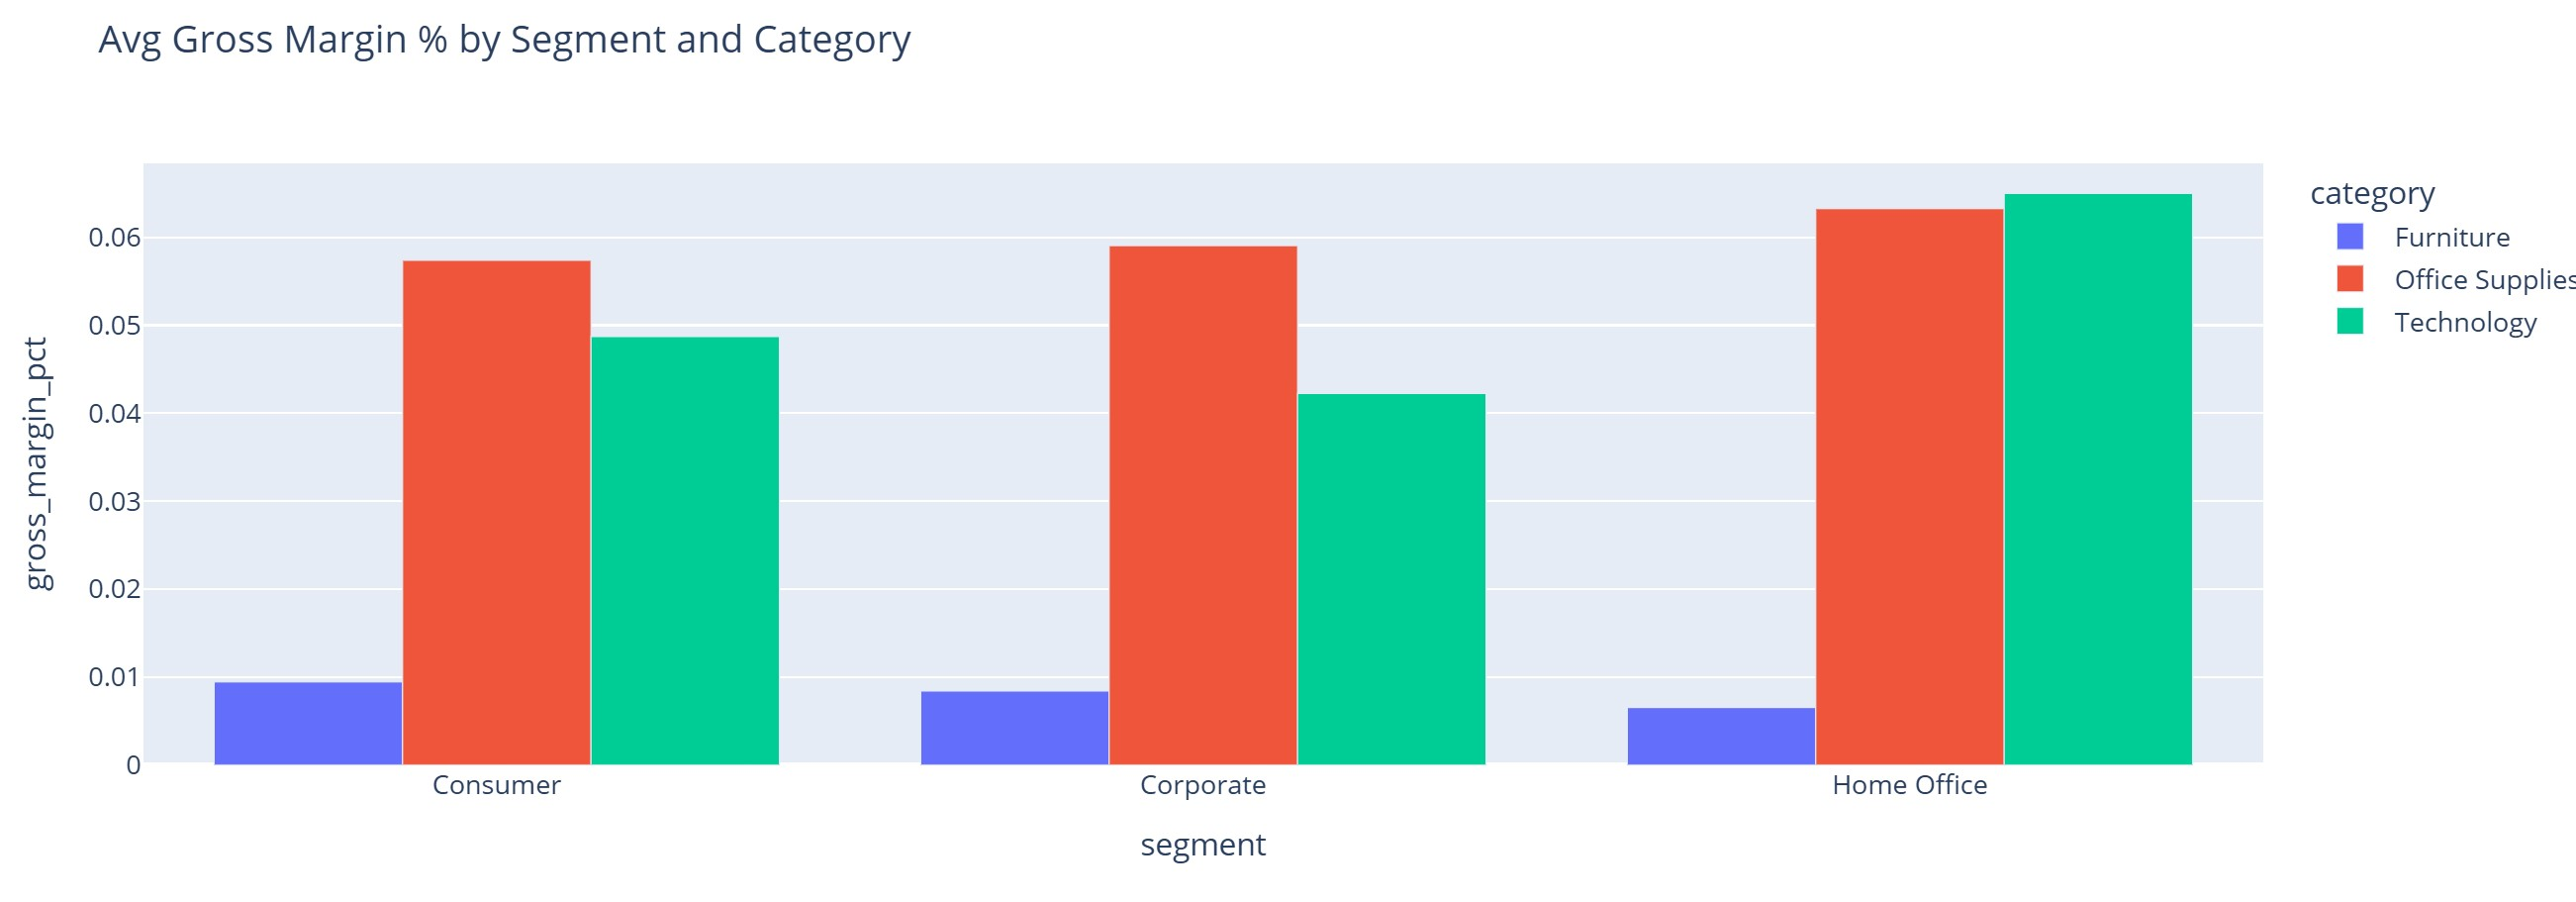 Avg Gross Margin % by Segment and Category
gross_margin_pct
0.06
0.05
0.04
0.03
0.02
0.01
0
Consumer
Corporate
Home Office
segment
category
Furniture
Office Supplies
Technology